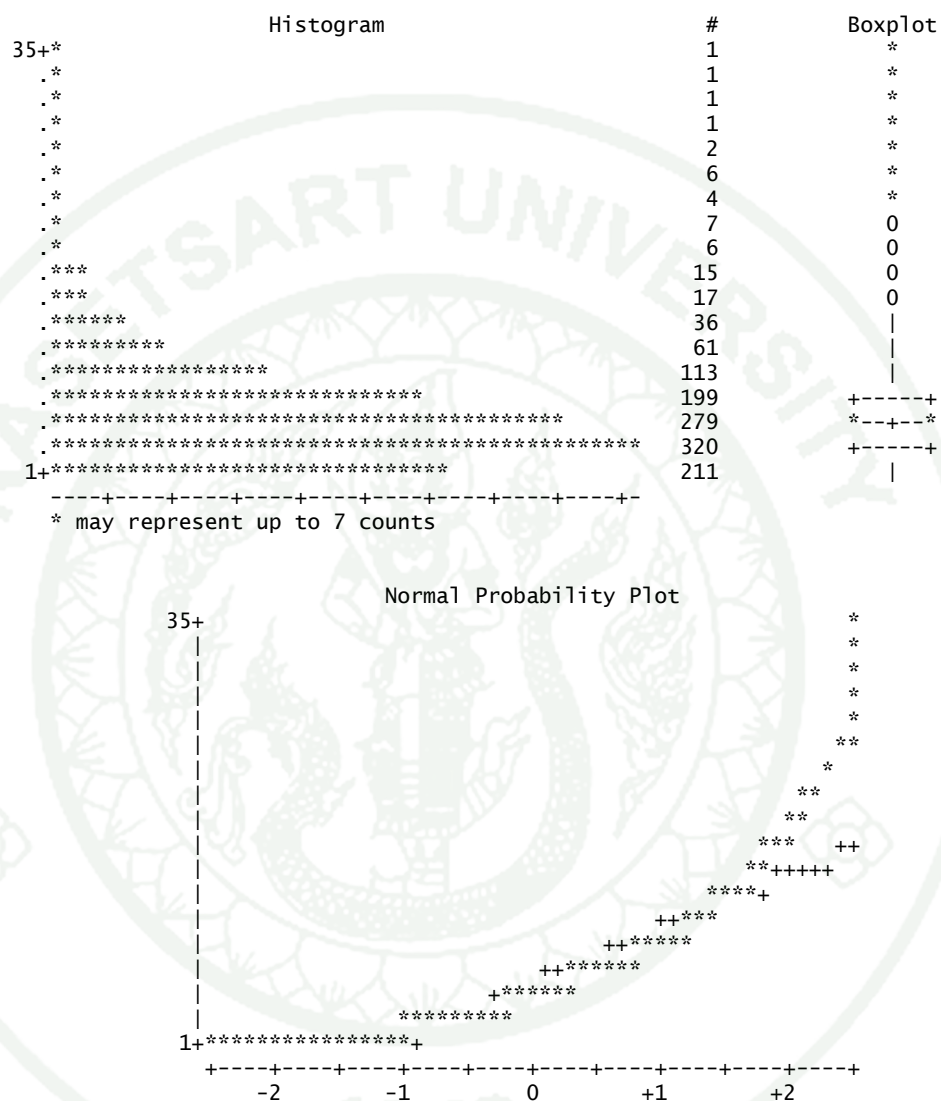 Histogram # Boxplot
35+* 1 *
.* 1 *
.* 1 *
.* 1 *
.* 2 *
.* 6 *
.* 4 *
.* 7 0
.* 6 0
.*** 15 0
.*** 17 0
.****** 36 |
.********* 61 |
.***************** 113 |
.***************************** 199 +-----+
.**************************************** 279 *--+--*
.********************************************** 320 +-----+
1+******************************* 211 |
----+----+----+----+----+----+----+----+----+-
* may represent up to 7 counts
Normal Probability Plot
35+ *
| *
| *
| *
| *
| **
| *
| **
| **
| *** ++
| **+++++
| ****+
| ++***
| ++*****
| ++******
| +******
| *********
1+****************+
+----+----+----+----+----+----+----+----+----+----+
-2 -1 0 +1 +2
KASETSART UNIVERSITY